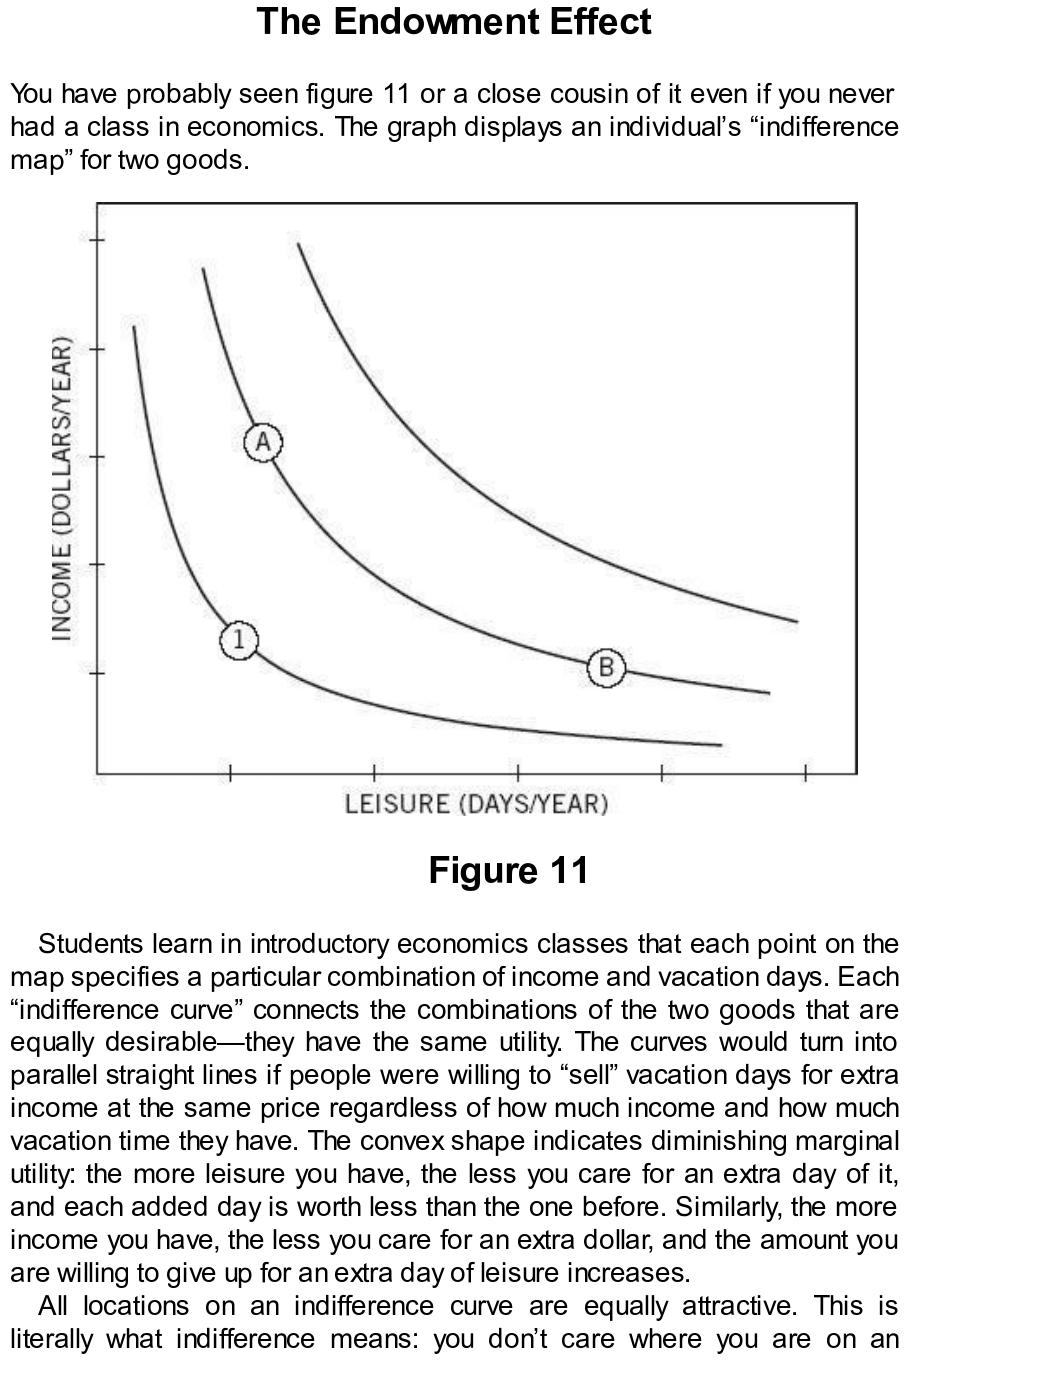 The Endowment Effect
You have probably seen figure 11 or a close cousin of it even if you never
had a class in economics. The graph displays an individual’s “indifference
map” for two goods.
INCOME (DOLLARS/YEAR)
A
1
B
LEISURE (DAYS/YEAR)
Figure 11
Students learn in introductory economics classes that each point on the
map specifies a particular combination of income and vacation days. Each
“indifference curve” connects the combinations of the two goods that are
equally desirable—they have the same utility. The curves would turn into
parallel straight lines if people were willing to “sell” vacation days for extra
income at the same price regardless of how much income and how much
vacation time they have. The convex shape indicates diminishing marginal
utility: the more leisure you have, the less you care for an extra day of it,
and each added day is worth less than the one before. Similarly, the more
income you have, the less you care for an extra dollar, and the amount you
are willing to give up for an extra day of leisure increases.
All locations on an indifference curve are equally attractive. This is
literally what indifference means: you don’t care where you are on an